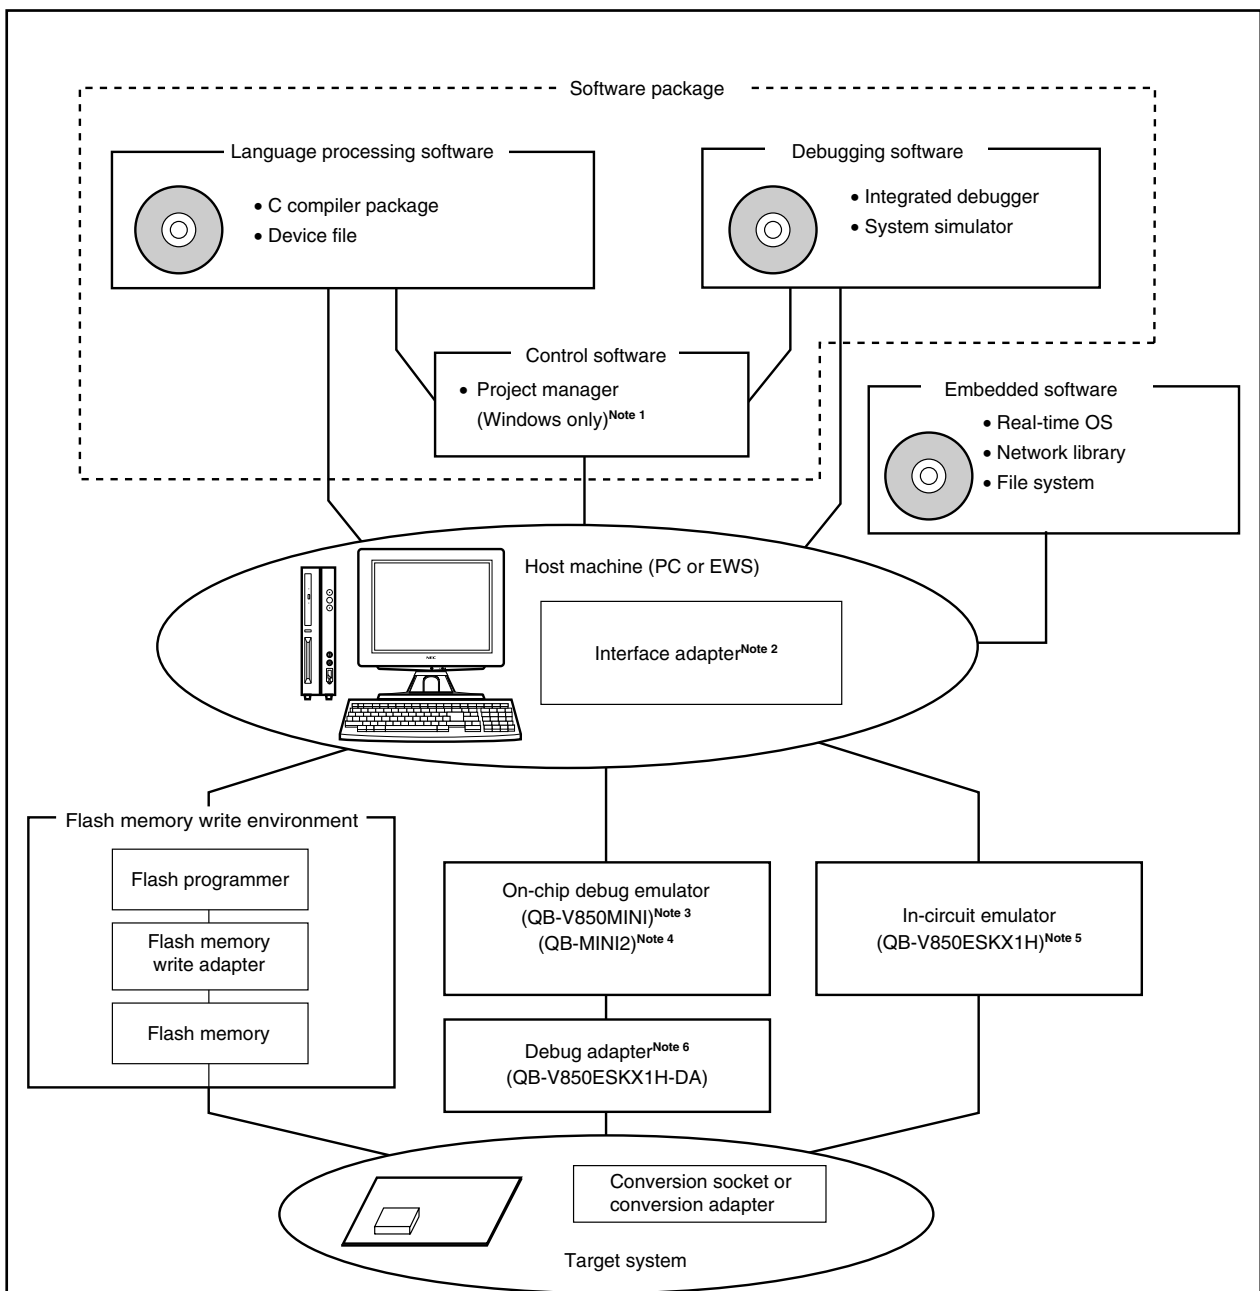 Software package
Language processing software
• C compiler package
• Device file
Debugging software
• Integrated debugger
• System simulator
Control software
• Project manager
(Windows only)Note 1
Embedded software
• Real-time OS
• Network library
• File system
Host machine (PC or EWS)
NEC
Interface adapterNote 2
Flash memory write environment
Flash programmer
Flash memory
write adapter
Flash memory
On-chip debug emulator
(QB-V850MINI)Note 3
(QB-MINI2)Note 4
In-circuit emulator
(QB-V850ESKX1H)Note 5
Debug adapterNote 6
(QB-V850ESKX1H-DA)
Conversion socket or
conversion adapter
Target system